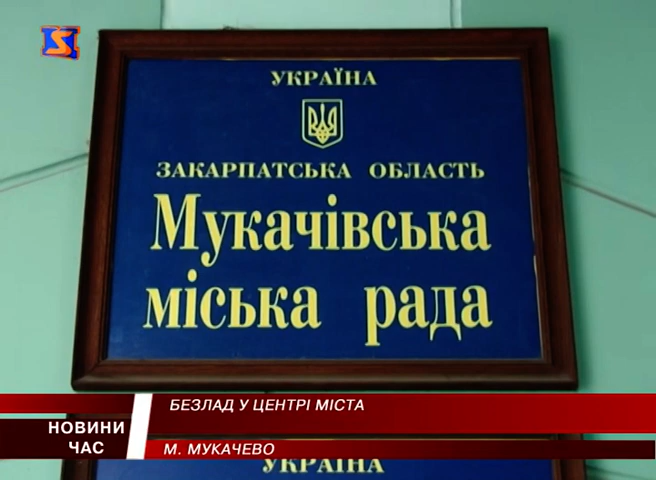 УКРАЇНА
ЗАКАРПАТСЬКА ОБЛАСТЬ
Мукачівська
міська рада
БЕЗЛАД У ЦЕНТРІ МІСТА
НОВИНИ
ЧАС
М. МУКАЧЕВО
УКРАЇНА